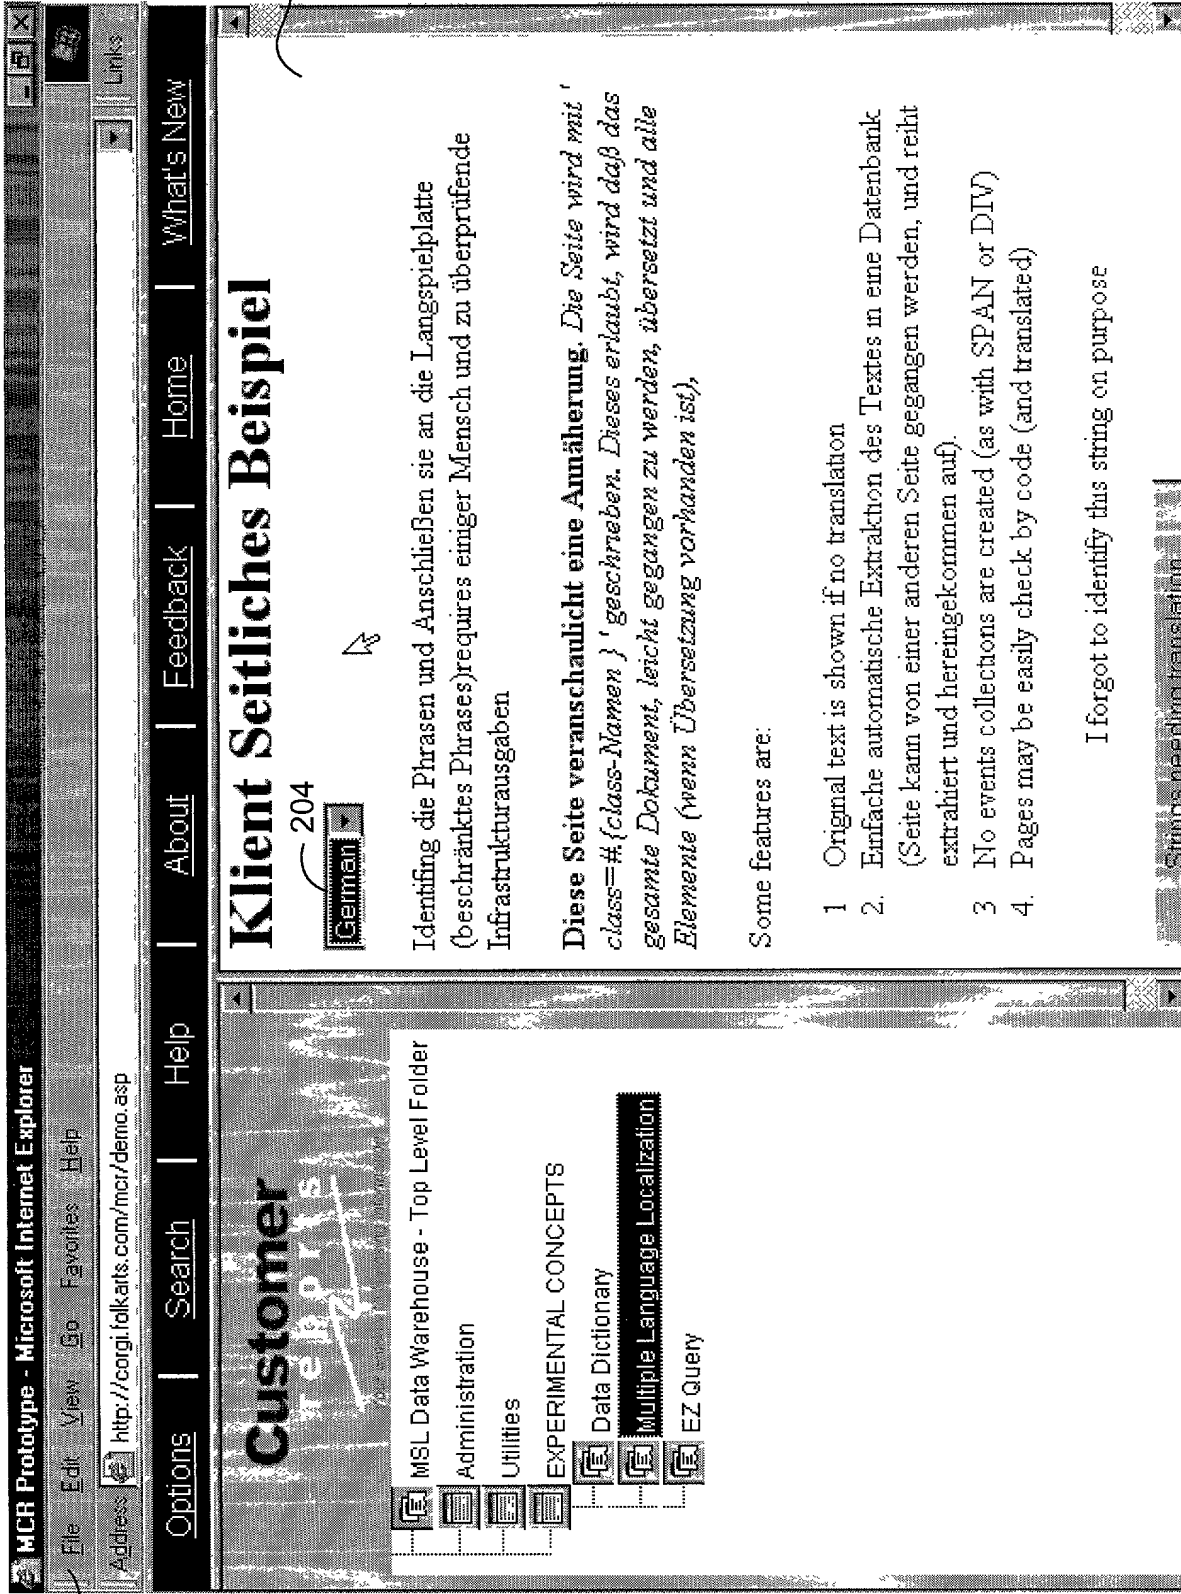 MCR Prototype - Microsoft Internet Explorer
File Edit View Go Favorites Help
Address http://corgi.folkarts.com/mcr/demo.asp Links
Options | Search | Help | About | Feedback | Home | What's New
Customer
reports
MSL Data Warehouse - Top Level Folder
Administration
Utilities
EXPERIMENTAL CONCEPTS
Data Dictionary
Multiple Language Localization
EZ Query
Klient Seitliches Beispiel
204
German
Identifing die Phrasen und Anschließen sie an die Langspielplatte
(beschränktes Phrases)requires einiger Mensch und zu überprüfende
Infrastrukturausgaben
Diese Seite veranschaulicht eine Annäherung. Die Seite wird mit '
class=#.{class-Namen } ' geschrieben. Dieses erlaubt, wird daß das
gesamte Dokument, leicht gegangen zu werden, übersetzt und alle
Elemente (wenn Übersetzung vorhanden ist),
Some features are:
1 Orignal text is shown if no translation
2. Einfache automatische Extraktion des Textes in eine Datenbank
(Seite kann von einer anderen Seite gegangen werden, und reiht
extrahiert und hereingekommen auf).
3 No events collections are created (as with SPAN or DIV)
4. Pages may be easily check by code (and translated)
I forgot to identify this string on purpose
Strings needing translation